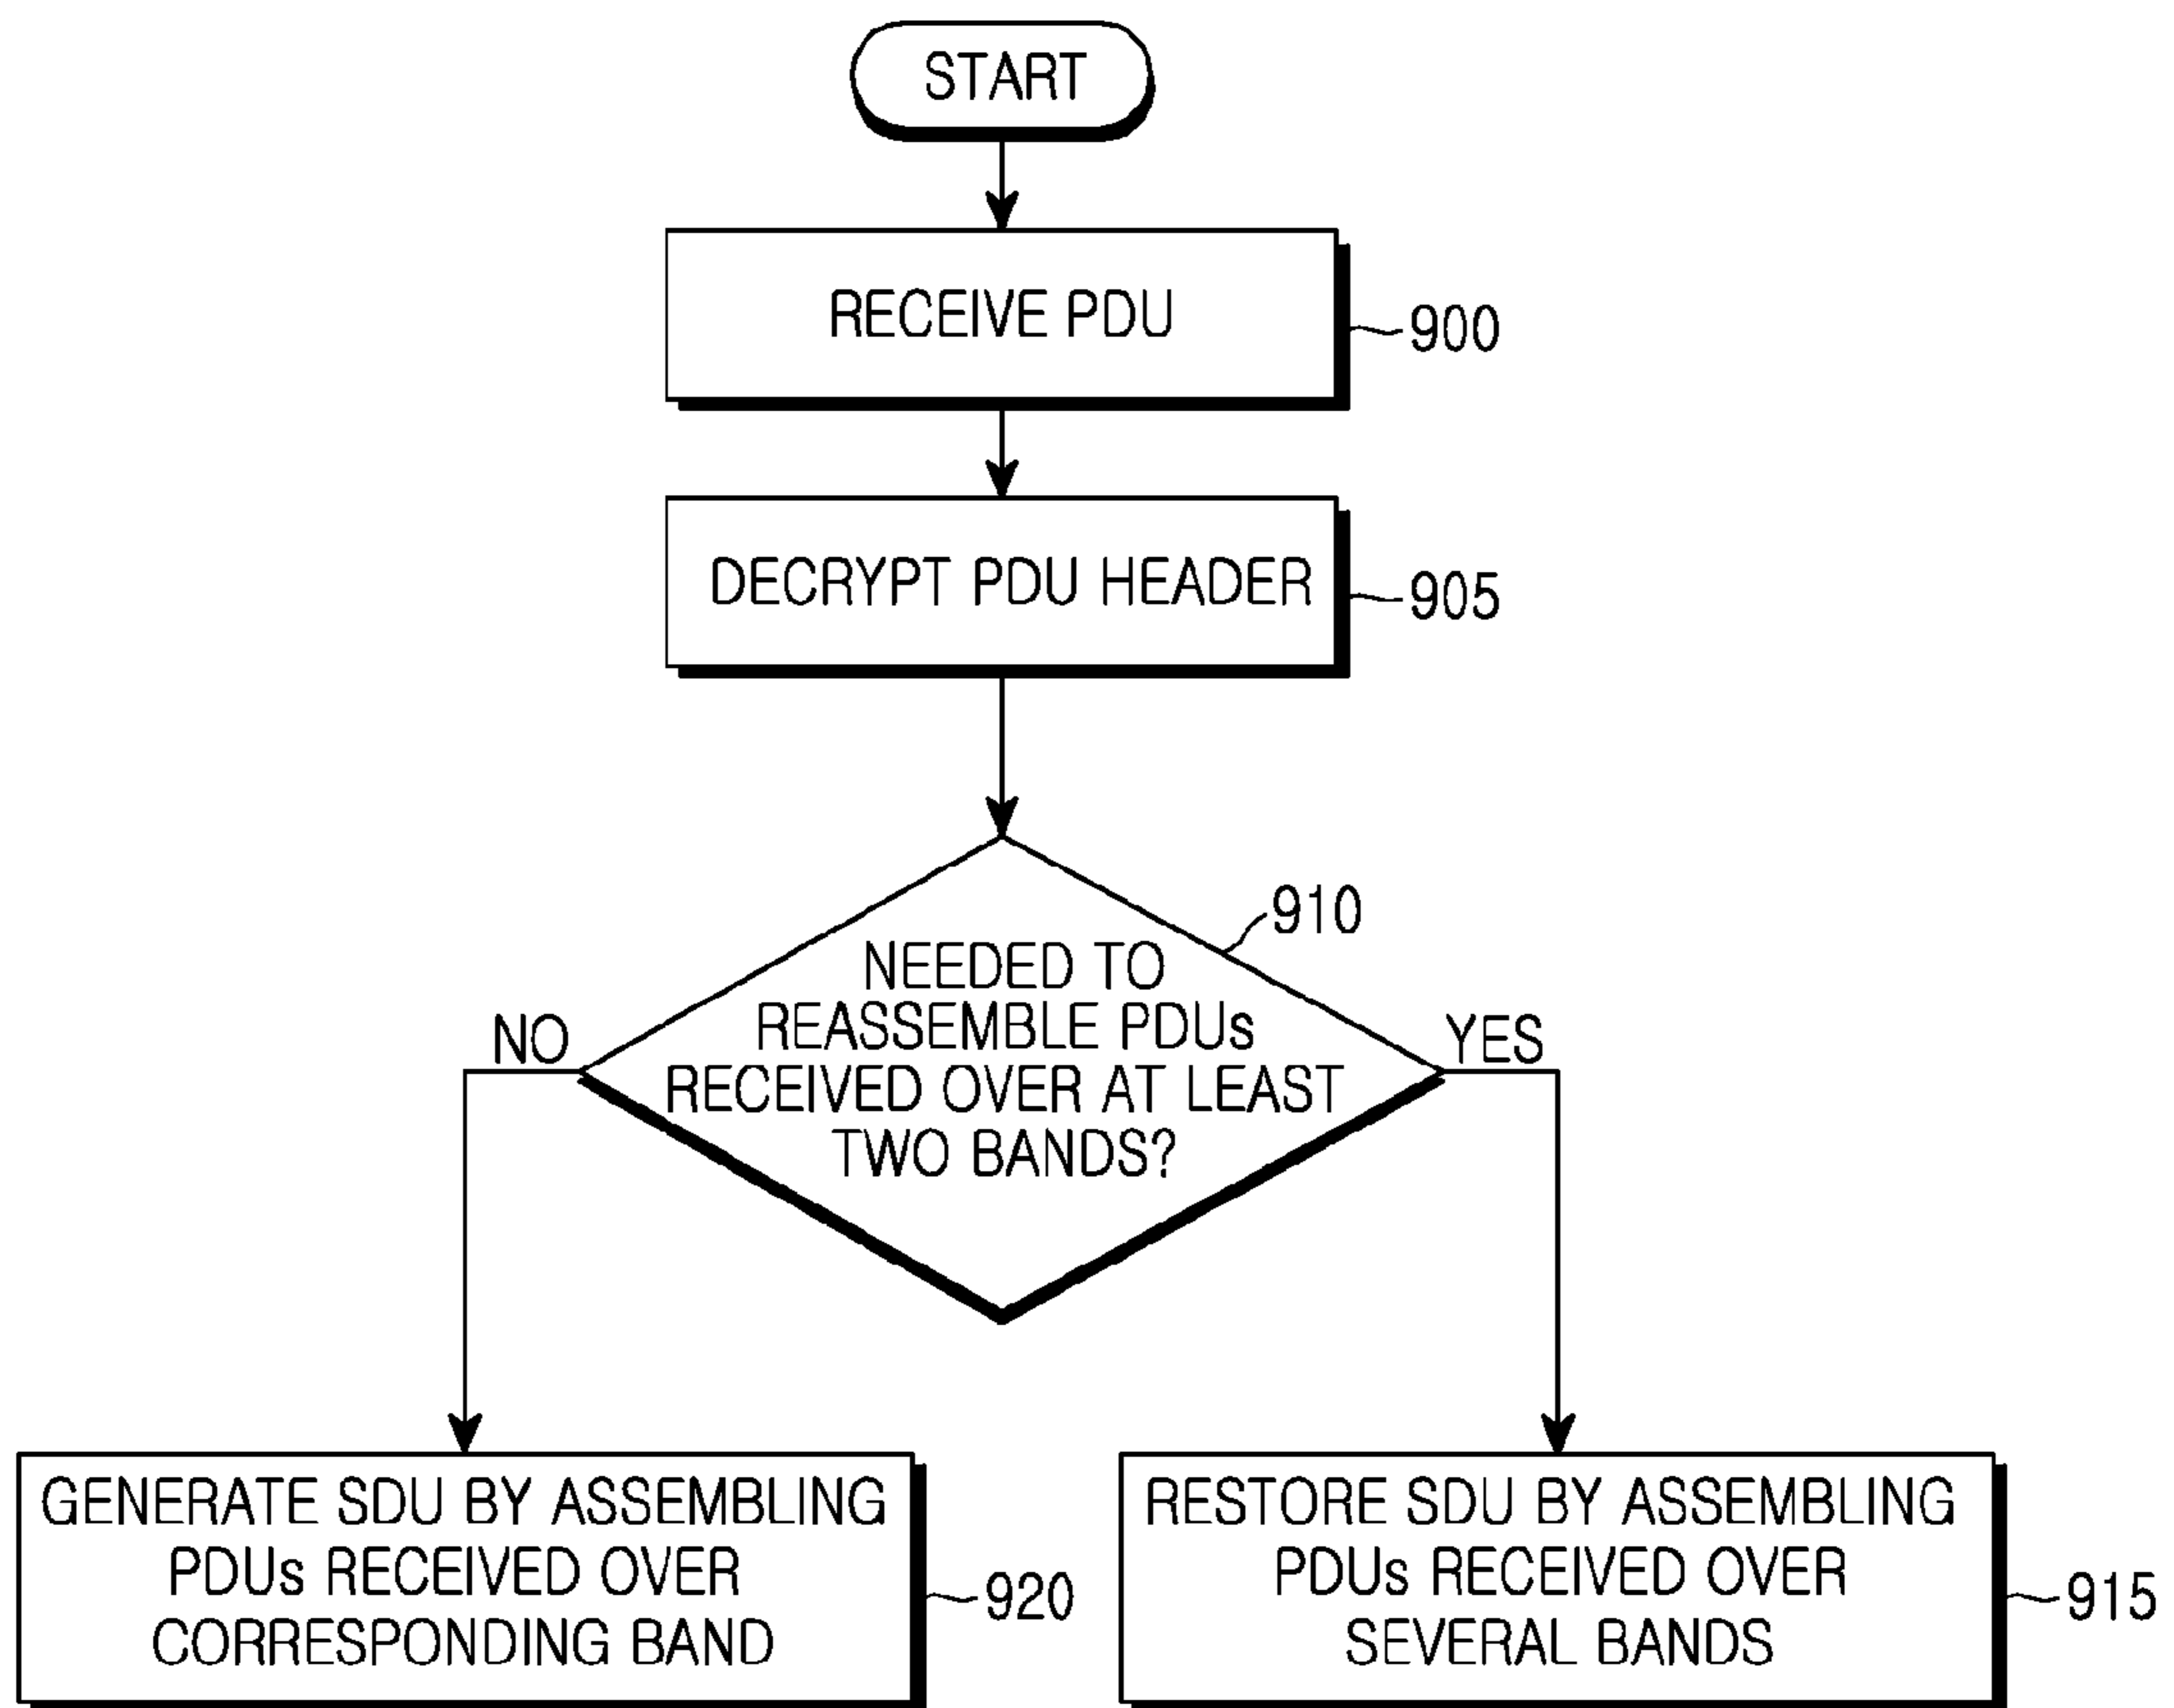 START
RECEIVE PDU
900
DECRYPT PDU HEADER
905
910
NEEDED TO
REASSEMBLE PDUs
RECEIVED OVER AT LEAST
TWO BANDS?
NO
YES
GENERATE SDU BY ASSEMBLING
PDUs RECEIVED OVER
CORRESPONDING BAND
920
RESTORE SDU BY ASSEMBLING
PDUs RECEIVED OVER
SEVERAL BANDS
915